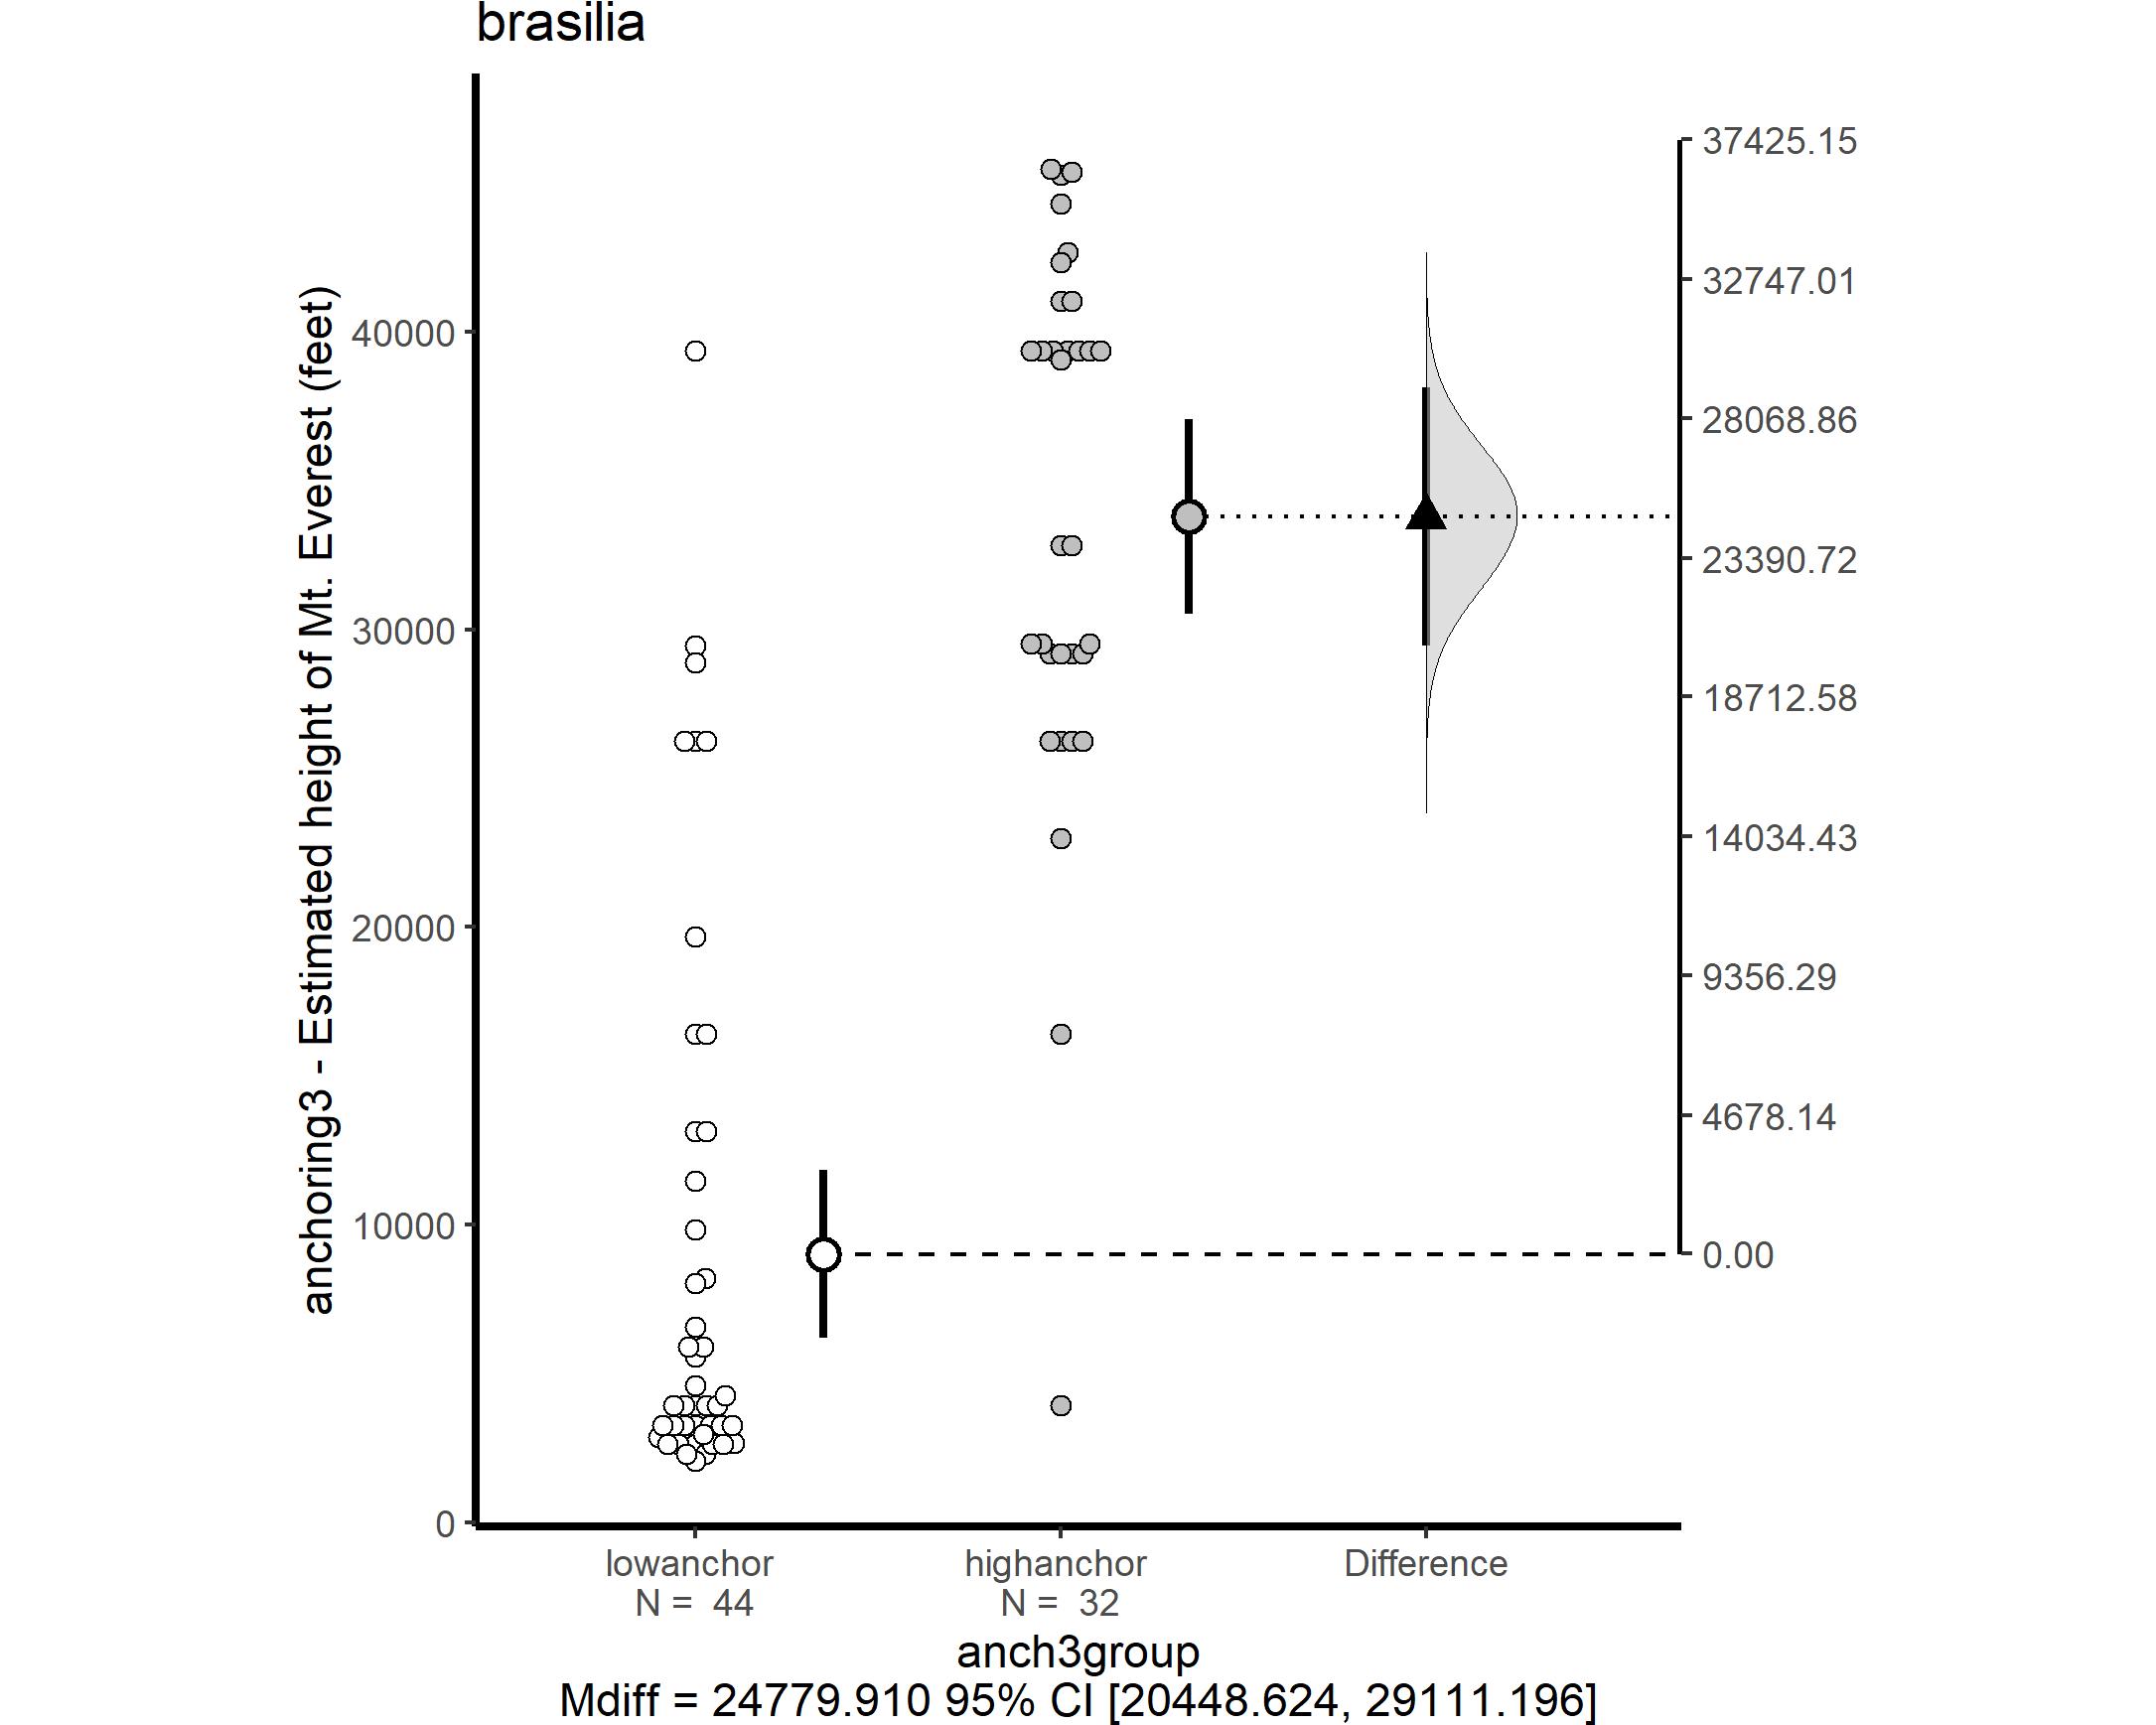 brasilia
anchoring3 - Estimated height of Mt. Everest (feet)
40000
30000
20000
10000
0
37425.15
32747.01
28068.86
23390.72
18712.58
14034.43
9356.29
4678.14
0.00
lowanchor
N =  44
highanchor
N =  32
Difference
anch3group
Mdiff = 24779.910 95% CI [20448.624, 29111.196]